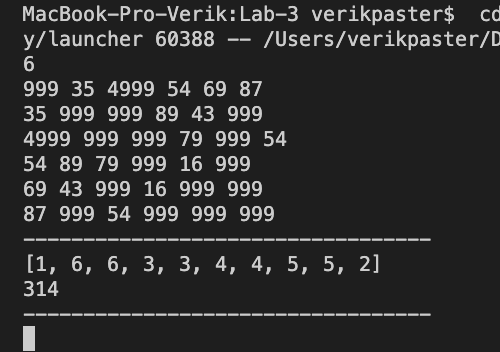 MacBook-Pro-Verik:Lab-3 verikpaster$  cd
y/launcher 60388 -- /Users/verikpaster/D
6
999 35 4999 54 69 87
35 999 999 89 43 999
4999 999 999 79 999 54
54 89 79 999 16 999
69 43 999 16 999 999
87 999 54 999 999 999
----------------------------------
[1, 6, 6, 3, 3, 4, 4, 5, 5, 2]
314
----------------------------------